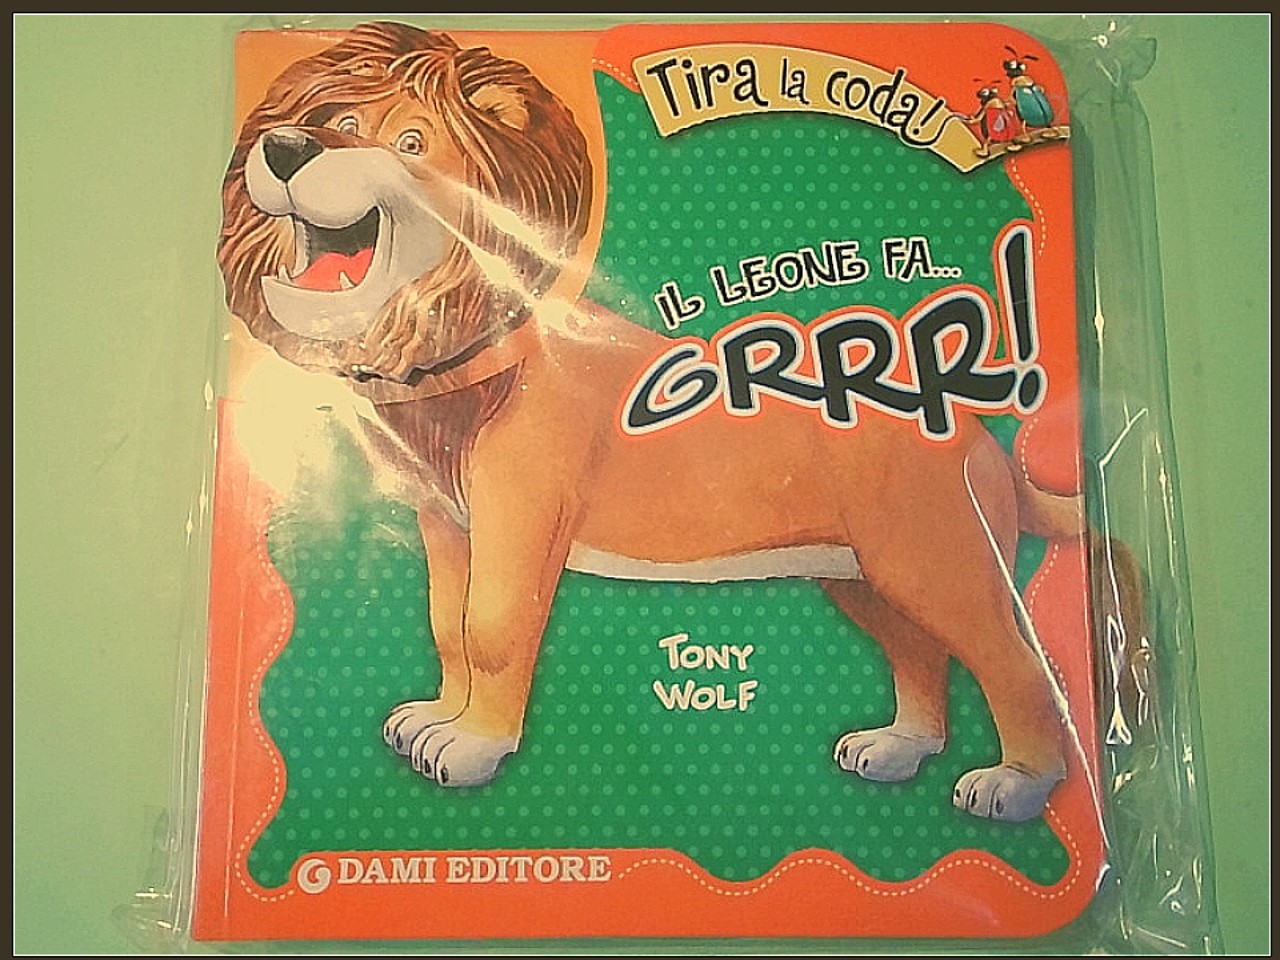 Tira la coda!
IL LEONE FA...
GRRR!
TONY
WOLF
DAMI EDITORE